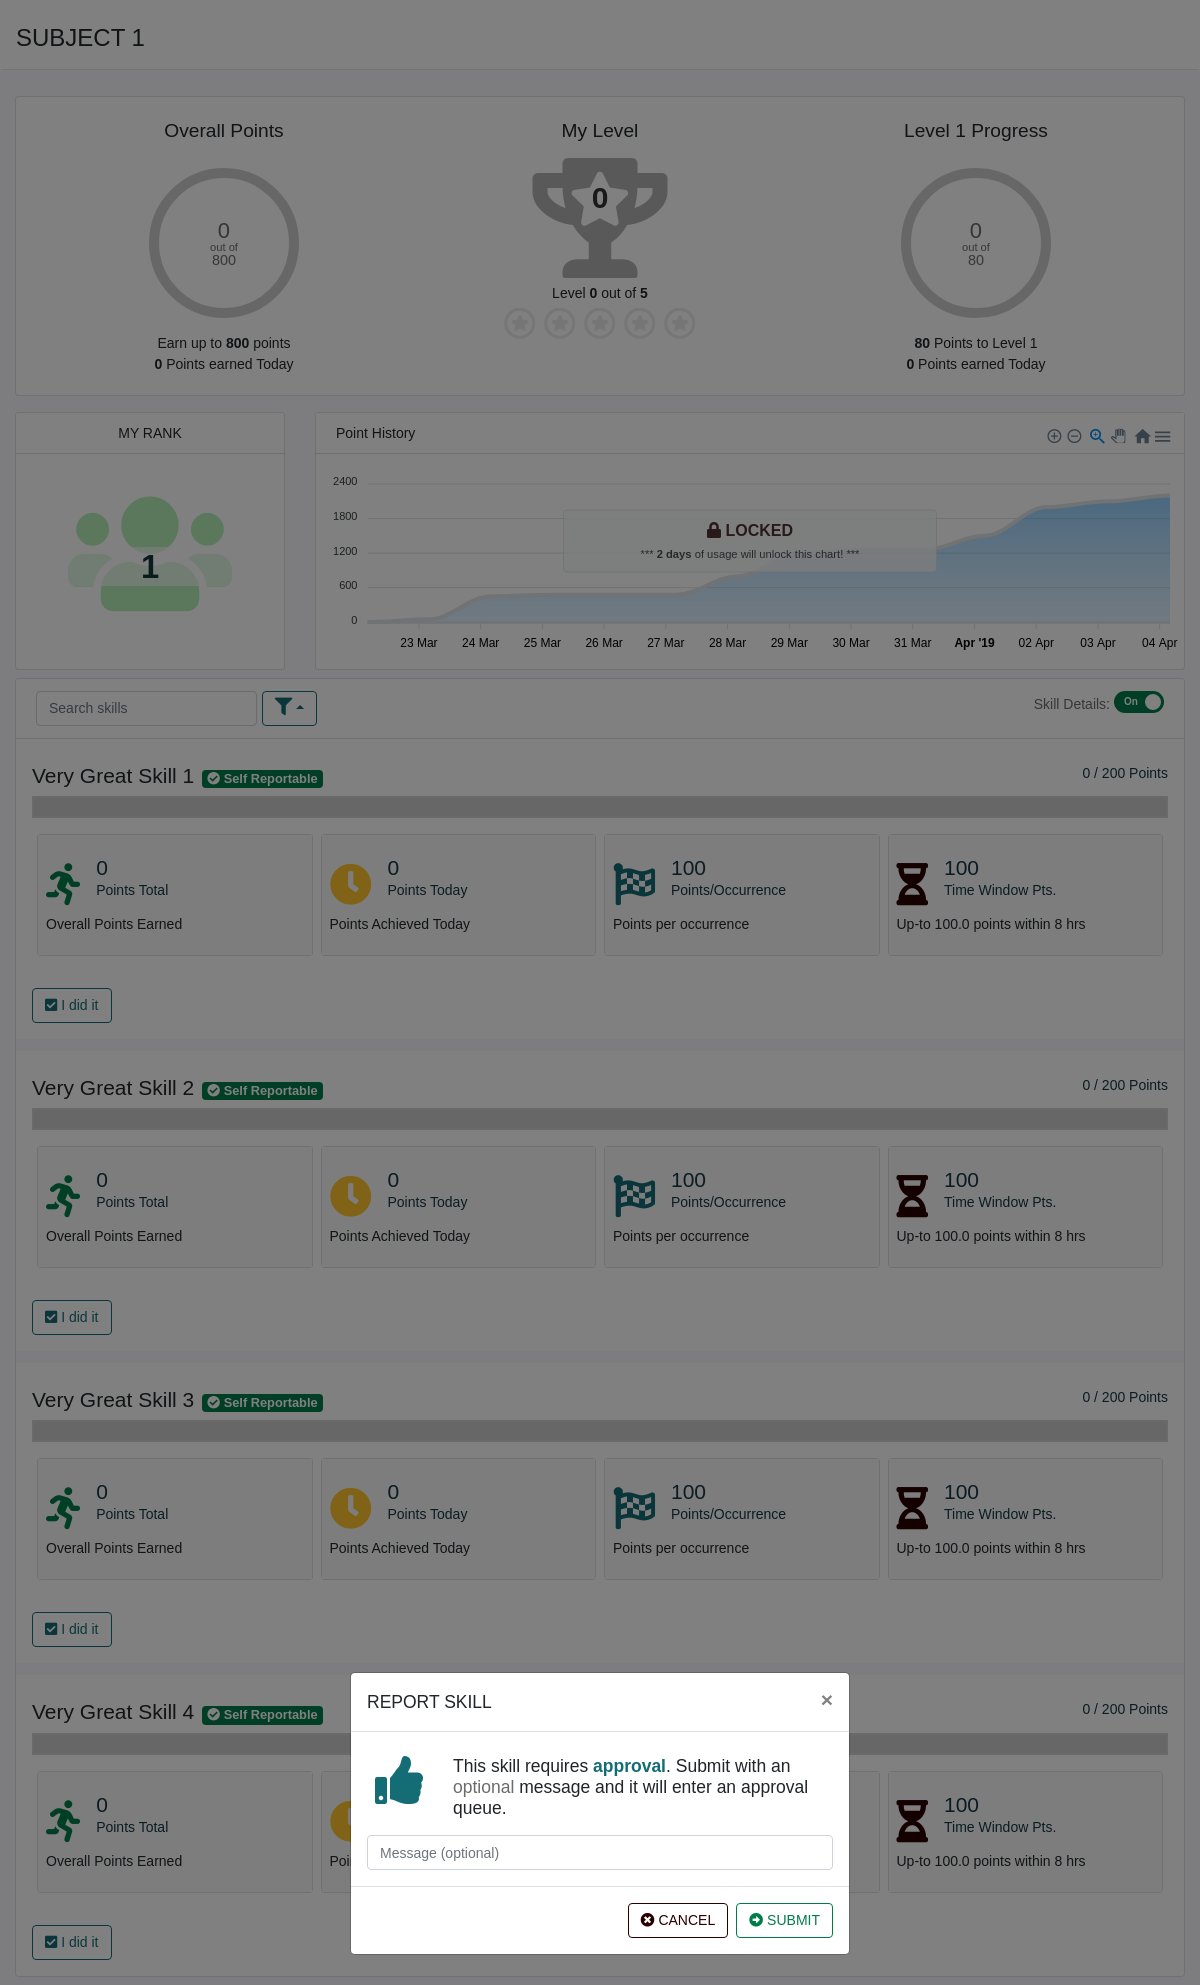 SUBJECT 1
Overall Points
0
out of
800
Earn up to 800 points
0 Points earned Today
My Level
0
Level 0 out of 5
Level 1 Progress
0
out of
80
80 Points to Level 1
0 Points earned Today
MY RANK
1
Point History
2400
1800
1200
600
0
LOCKED
*** 2 days of usage will unlock this chart! ***
23 Mar 24 Mar 25 Mar 26 Mar 27 Mar 28 Mar 29 Mar 30 Mar 31 Mar Apr '19 02 Apr 03 Apr 04 Apr
Search skills
Skill Details: On
Very Great Skill 1 Self Reportable 0 / 200 Points
0
Points Total
Overall Points Earned
0
Points Today
Points Achieved Today
100
Points/Occurrence
Points per occurrence
100
Time Window Pts.
Up-to 100.0 points within 8 hrs
I did it
Very Great Skill 2 Self Reportable 0 / 200 Points
0
Points Total
Overall Points Earned
0
Points Today
Points Achieved Today
100
Points/Occurrence
Points per occurrence
100
Time Window Pts.
Up-to 100.0 points within 8 hrs
I did it
Very Great Skill 3 Self Reportable 0 / 200 Points
0
Points Total
Overall Points Earned
0
Points Today
Points Achieved Today
100
Points/Occurrence
Points per occurrence
100
Time Window Pts.
Up-to 100.0 points within 8 hrs
I did it
Very Great Skill 4 Self Reportable 0 / 200 Points
0
Points Total
Overall Points Earned
100
Time Window Pts.
Up-to 100.0 points within 8 hrs
I did it
REPORT SKILL ×
This skill requires approval. Submit with an
optional message and it will enter an approval
queue.
Message (optional)
CANCEL SUBMIT